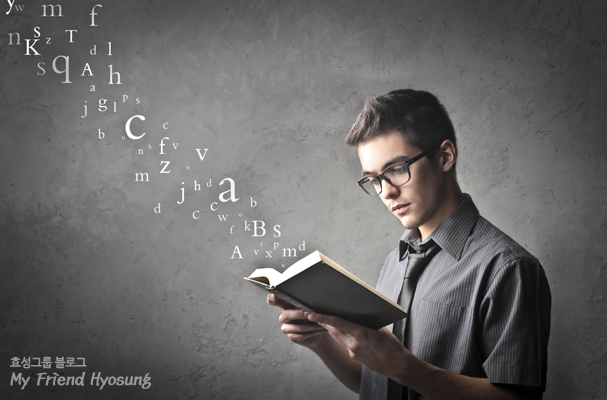 y w m f
n K s z T
s q d l
A h
a
j g l p s
b c
c
n h f v
z v
m
j h d a
d c c w o b
f k B s
A v x p m d
효성그룹 블로그
My Friend Hyosung